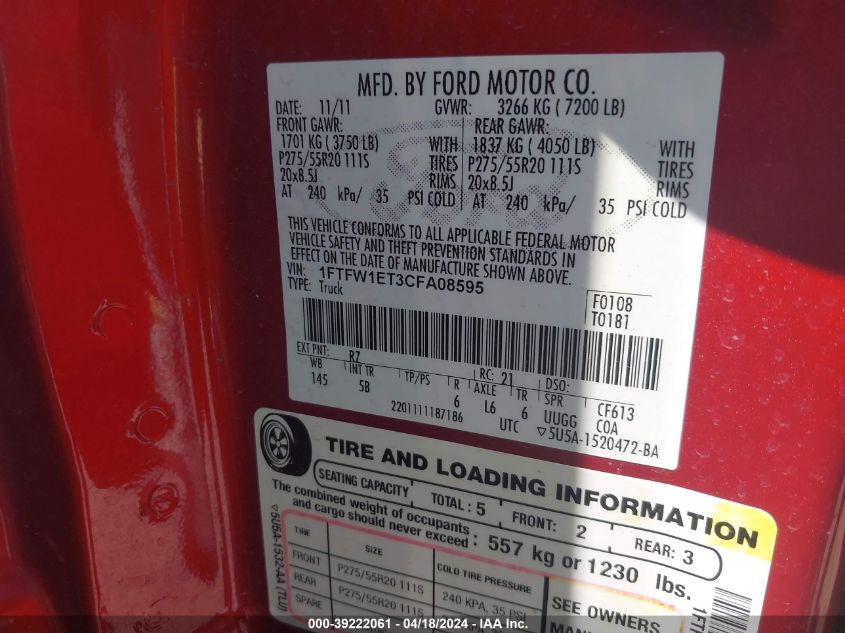 MFD. BY FORD MOTOR CO.
DATE: 11/11 GVWR: 3266 KG ( 7200 LB)
FRONT GAWR: REAR GAWR:
1701 KG ( 3750 LB) WITH 1837 KG ( 4050 LB) WITH
P275/55R20 111S TIRES P275/55R20 111S TIRES
20x8.5J RIMS 20x8.5J RIMS
AT 240 kPa/ 35 PSI COLD AT 240 kPa/ 35 PSI COLD
THIS VEHICLE CONFORMS TO ALL APPLICABLE FEDERAL MOTOR
VEHICLE SAFETY AND THEFT PREVENTION STANDARDS IN
EFFECT ON THE DATE OF MANUFACTURE SHOWN ABOVE.
VIN: 1FTFW1ET3CFA08595
TYPE: Truck
F0108
T0181
EXT PNT: RZ RC: 21 DSO:
WB INT TR TP/PS R AXLE TR SPR CF613
145 5B 6 L6 6 UUGG COA
2201111187186 UTC ▽5U5A-1520472-BA
TIRE AND LOADING INFORMATION
SEATING CAPACITY TOTAL : 5 FRONT: 2 REAR: 3
The combined weight of occupants
and cargo should never exceed : 557 kg or 1230 lbs.
TIRE SIZE COLD TIRE PRESSURE
FRONT P275/55R20 111S 240 KPA, 35 PSI
REAR P275/55R20 111S
SPARE
SEE OWNERS
▽5U5A-1532-AA (TLU)
1FT
000-39222061 - 04/18/2024 - IAA, Inc.